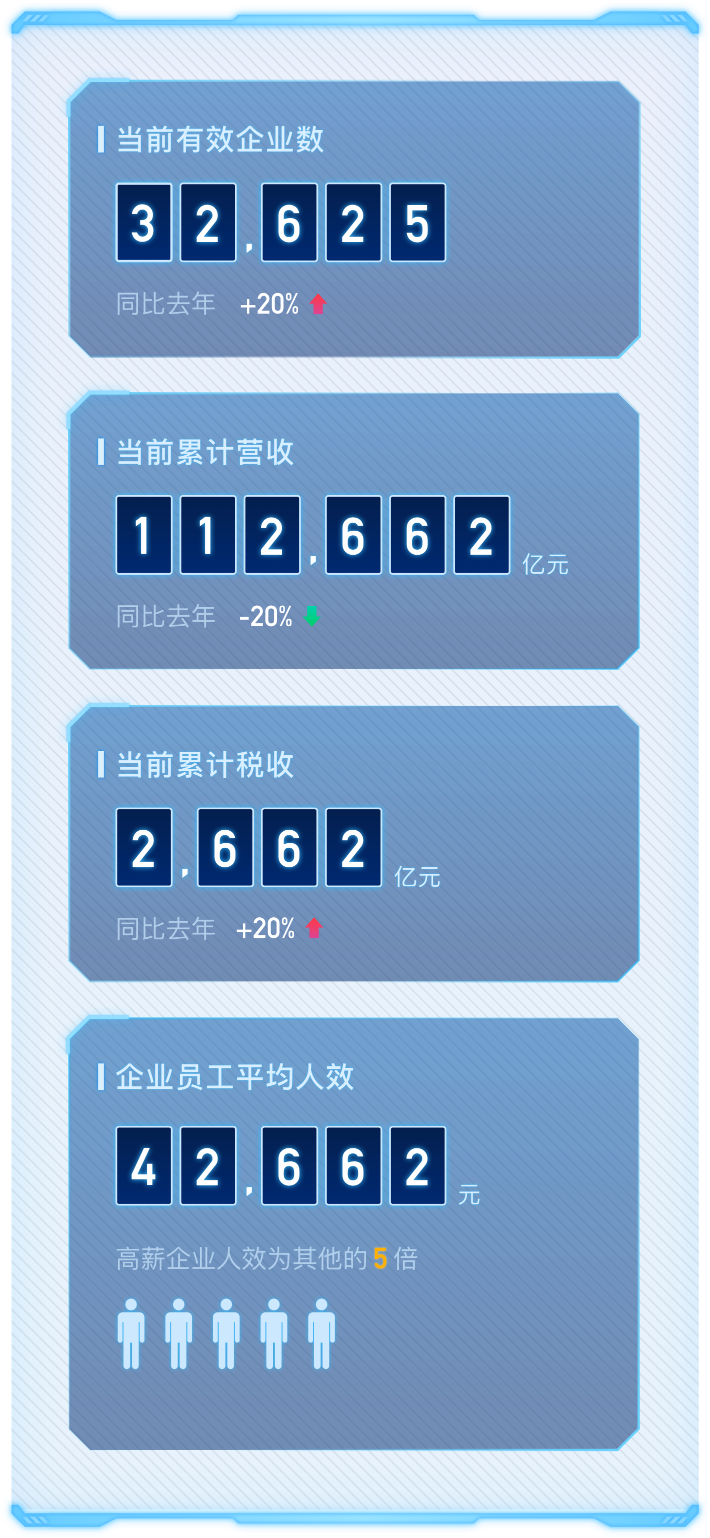 当前有效企业数
32,625
同比去年 +20%
当前累计营收
112,662 亿元
同比去年 -20%
当前累计税收
2,662 亿元
同比去年 +20%
企业员工平均人效
42,662 元
高薪企业人效为其他的 5 倍